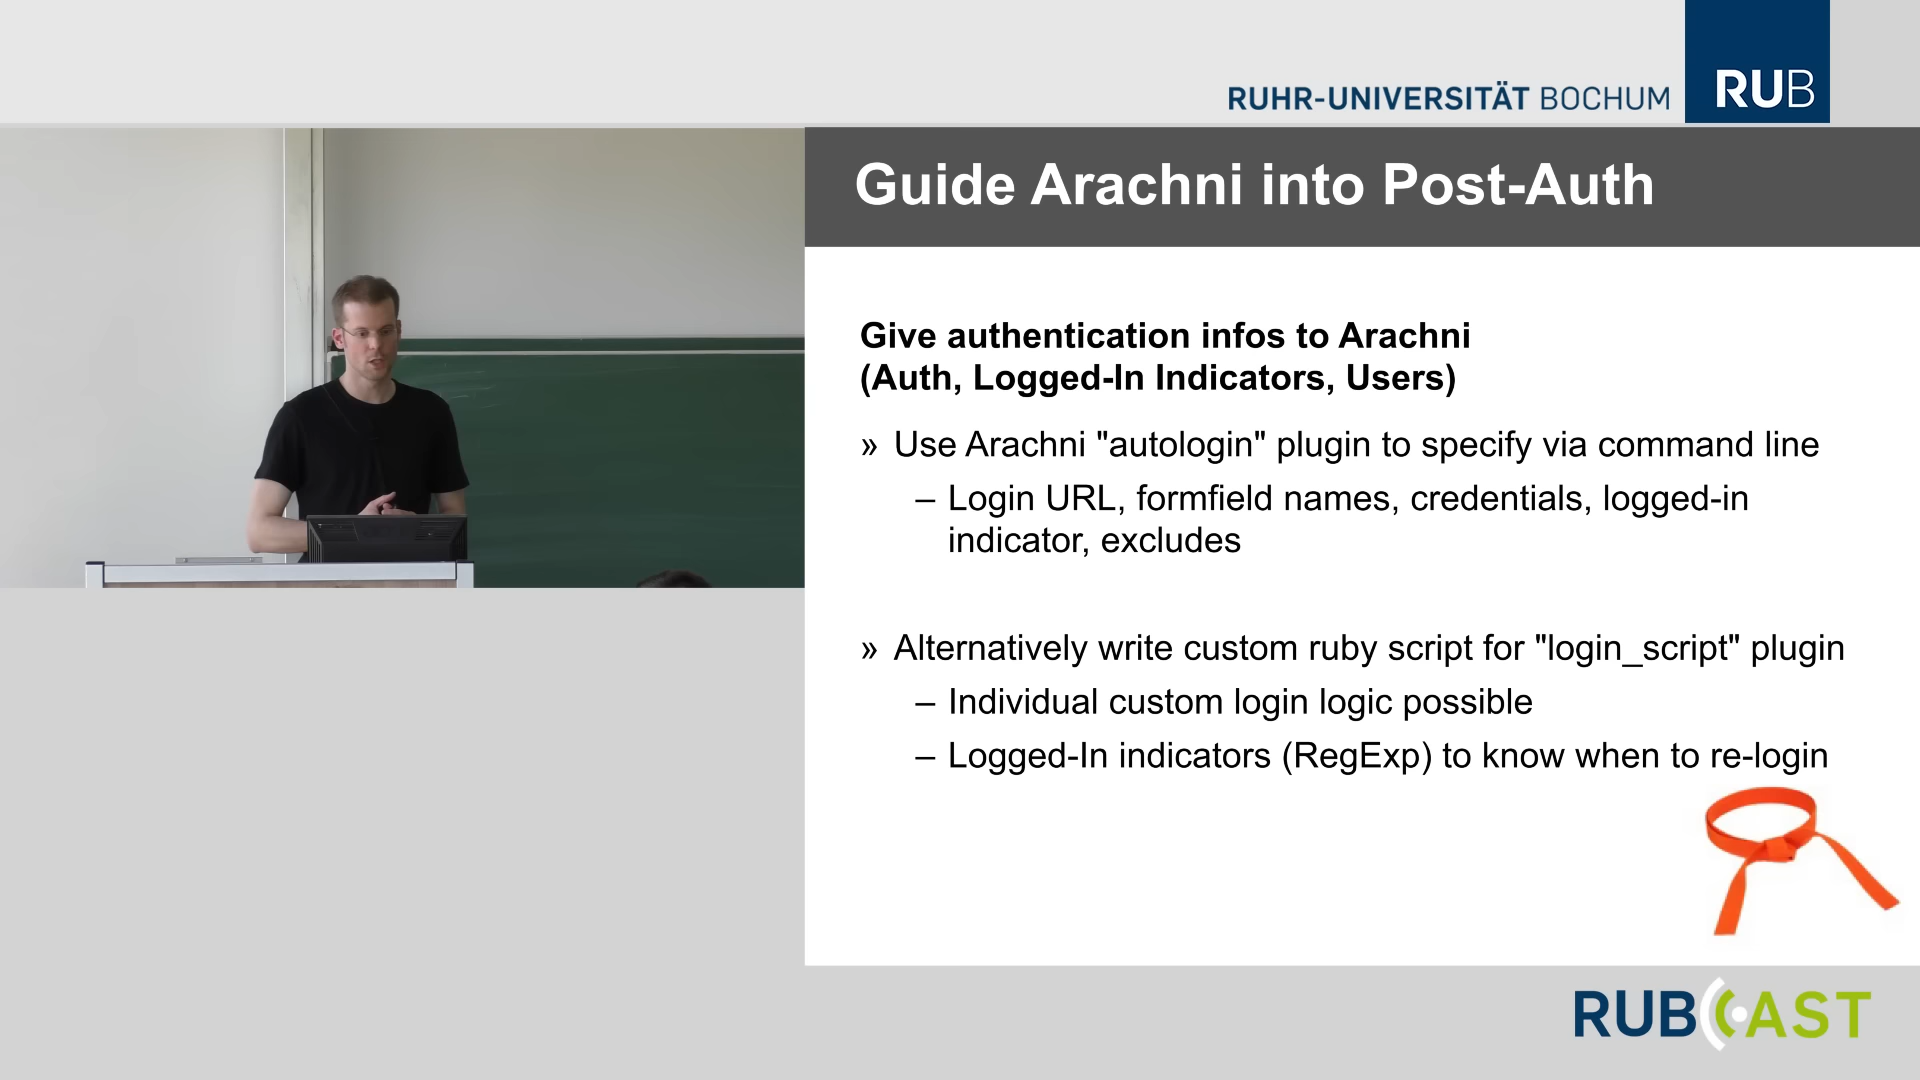 RUHR-UNIVERSITÄT BOCHUM
RUB
Guide Arachni into Post-Auth
Give authentication infos to Arachni
(Auth, Logged-In Indicators, Users)
» Use Arachni "autologin" plugin to specify via command line
– Login URL, formfield names, credentials, logged-in
indicator, excludes
» Alternatively write custom ruby script for "login_script" plugin
– Individual custom login logic possible
– Logged-In indicators (RegExp) to know when to re-login
RUBCAST